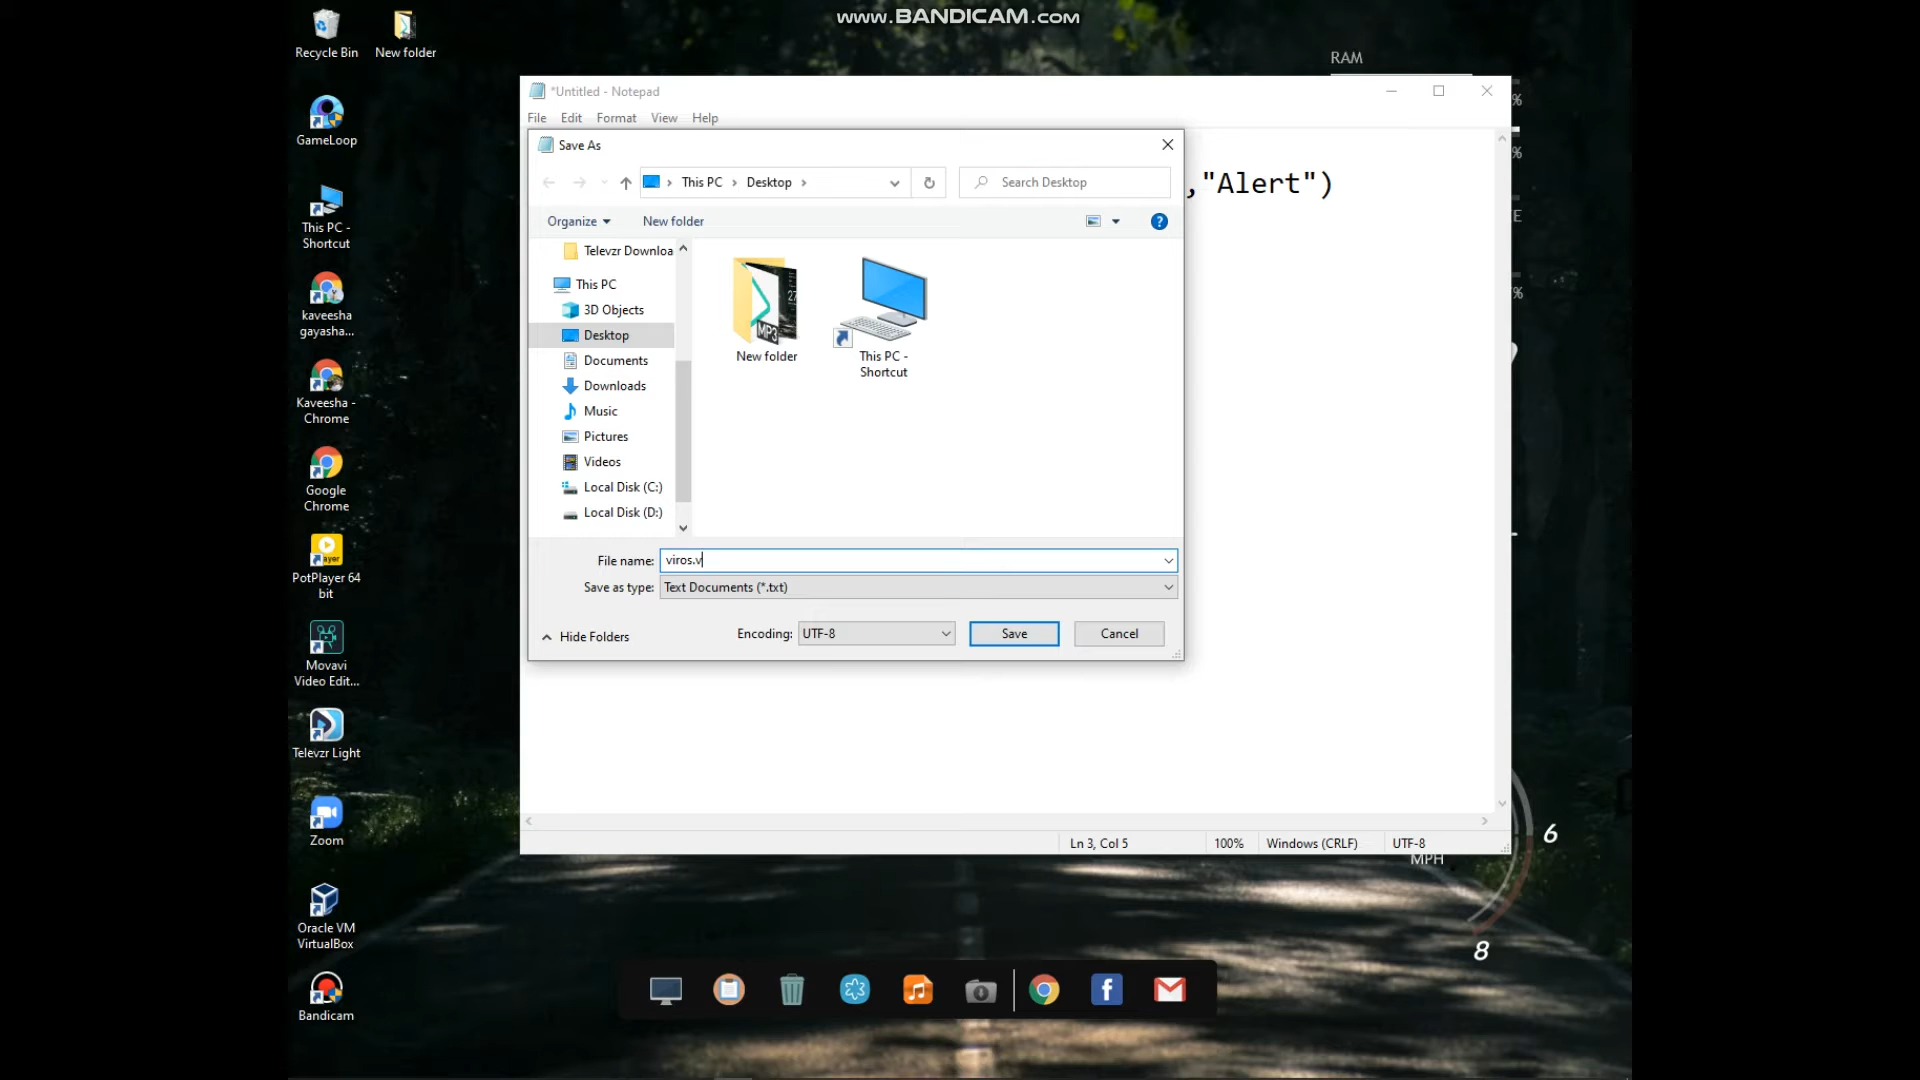 www.BANDICAM.com
Recycle Bin
New folder
RAM
*Untitled - Notepad
File Edit Format View Help
Save As
,"Alert")
This PC
Desktop
Search Desktop
Organize
New folder
Televzr Downloa
This PC
3D Objects
Desktop
Documents
Downloads
Music
Pictures
Videos
Local Disk (C:)
Local Disk (D:)
27
MP3
New folder
This PC -
Shortcut
File name: viros.v
Save as type: Text Documents (*.txt)
Hide Folders
Encoding: UTF-8
Save
Cancel
Ln 3, Col 5
100%
Windows (CRLF)
UTF-8
MPH
6
8
GameLoop
This PC -
Shortcut
kaveesha
gayasha...
Kaveesha -
Chrome
Google
Chrome
PotPlayer 64
bit
Movavi
Video Edit...
Televzr Light
Zoom
Oracle VM
VirtualBox
Bandicam
%
%
%